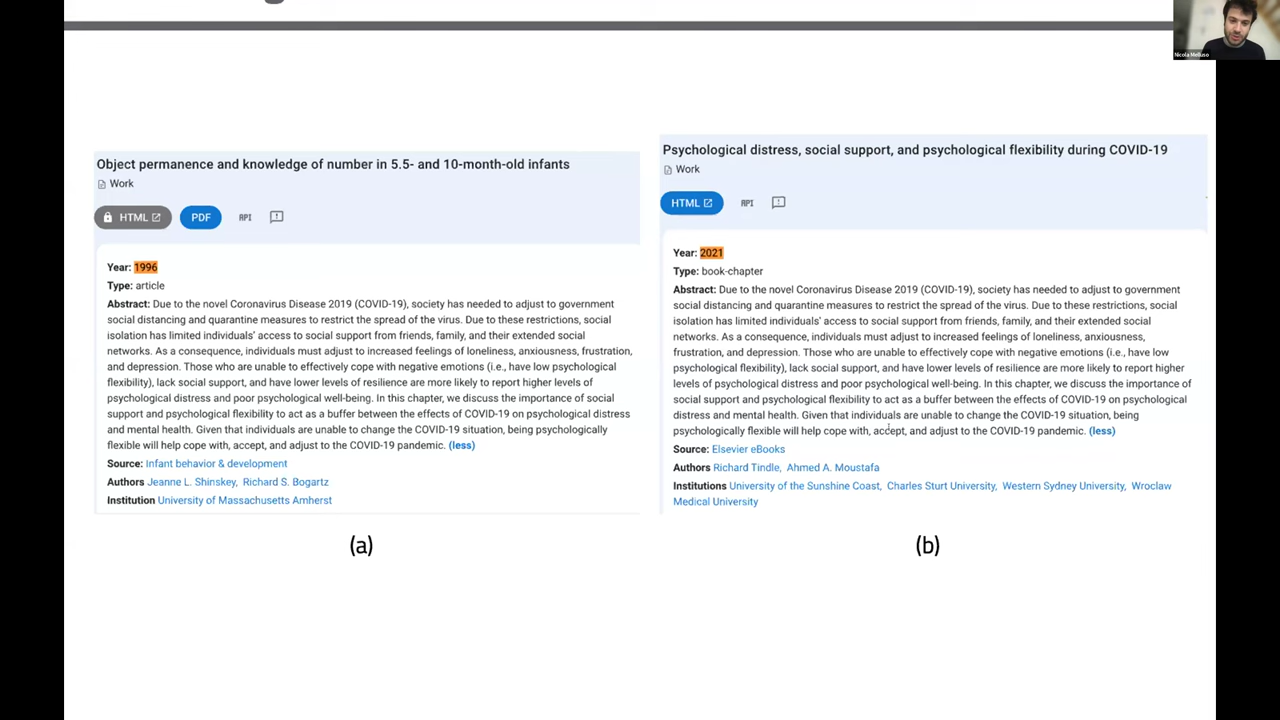 Nicola Melluso
Object permanence and knowledge of number in 5.5- and 10-month-old infants
Work
HTML
PDF
API
Year: 1996
Type: article
Abstract: Due to the novel Coronavirus Disease 2019 (COVID-19), society has needed to adjust to government
social distancing and quarantine measures to restrict the spread of the virus. Due to these restrictions, social
isolation has limited individuals' access to social support from friends, family, and their extended social
networks. As a consequence, individuals must adjust to increased feelings of loneliness, anxiousness, frustration,
and depression. Those who are unable to effectively cope with negative emotions (i.e., have low psychological
flexibility), lack social support, and have lower levels of resilience are more likely to report higher levels of
psychological distress and poor psychological well-being. In this chapter, we discuss the importance of social
support and psychological flexibility to act as a buffer between the effects of COVID-19 on psychological distress
and mental health. Given that individuals are unable to change the COVID-19 situation, being psychologically
flexible will help cope with, accept, and adjust to the COVID-19 pandemic. (less)
Source: Infant behavior & development
Authors Jeanne L. Shinskey, Richard S. Bogartz
Institution University of Massachusetts Amherst
(a)
Psychological distress, social support, and psychological flexibility during COVID-19
Work
HTML
API
Year: 2021
Type: book-chapter
Abstract: Due to the novel Coronavirus Disease 2019 (COVID-19), society has needed to adjust to government
social distancing and quarantine measures to restrict the spread of the virus. Due to these restrictions, social
isolation has limited individuals' access to social support from friends, family, and their extended social
networks. As a consequence, individuals must adjust to increased feelings of loneliness, anxiousness,
frustration, and depression. Those who are unable to effectively cope with negative emotions (i.e., have low
psychological flexibility), lack social support, and have lower levels of resilience are more likely to report higher
levels of psychological distress and poor psychological well-being. In this chapter, we discuss the importance of
social support and psychological flexibility to act as a buffer between the effects of COVID-19 on psychological
distress and mental health. Given that individuals are unable to change the COVID-19 situation, being
psychologically flexible will help cope with, accept, and adjust to the COVID-19 pandemic. (less)
Source: Elsevier eBooks
Authors Richard Tindle, Ahmed A. Moustafa
Institutions University of the Sunshine Coast, Charles Sturt University, Western Sydney University, Wroclaw
Medical University
(b)